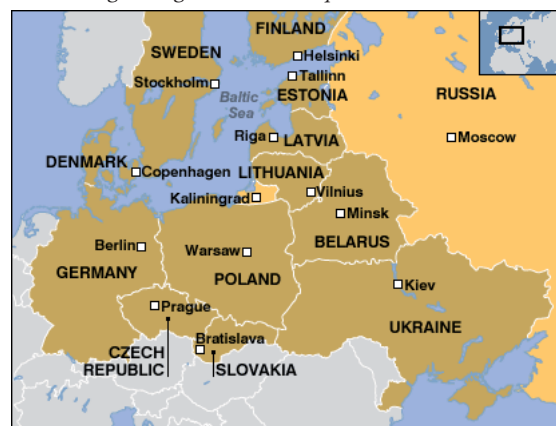 FINLAND
SWEDEN
Helsinki
Stockholm
Tallinn
ESTONIA
Baltic
Sea
RUSSIA
Riga
LATVIA
Moscow
DENMARK
Copenhagen
LITHUANIA
Vilnius
Kaliningrad
Minsk
BELARUS
Berlin
Warsaw
GERMANY
POLAND
Kiev
Prague
UKRAINE
Bratislava
CZECH
REPUBLIC
SLOVAKIA